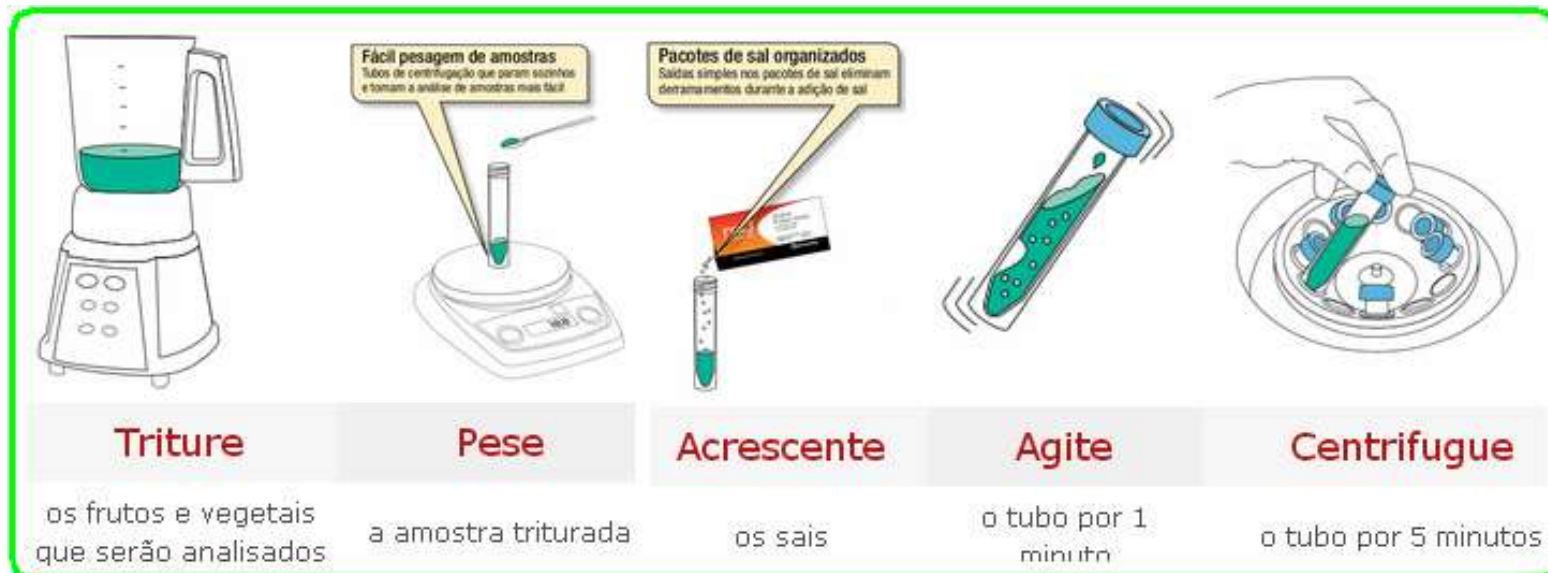 Fácil pesagem de amostras
Tubos de centrifugação que param sozinhos
e tornam a análise de amostras mais fácil
Pacotes de sal organizados
Saídas simples nos pacotes de sal eliminam
derramamentos durante a adição de sal
Triture
os frutos e vegetais
que serão analisados
Pese
a amostra triturada
Acrescente
os sais
Agite
o tubo por 1
minuto
Centrifugue
o tubo por 5 minutos